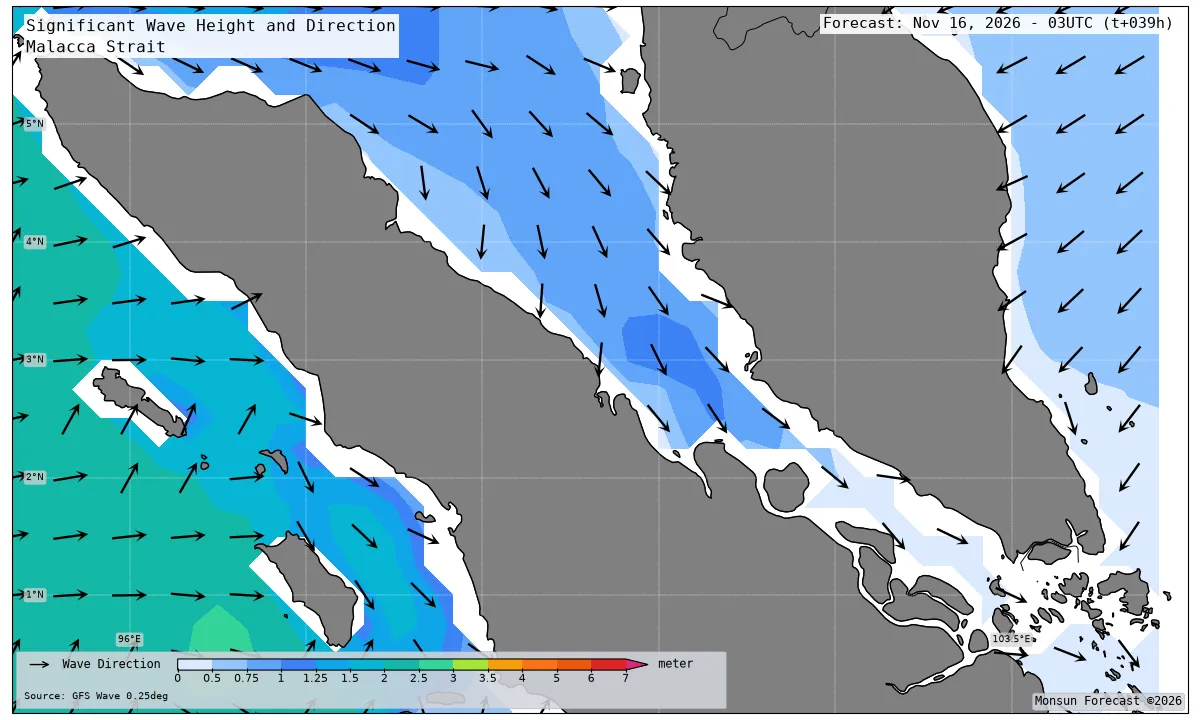 Significant Wave Height and Direction
Malacca Strait
Forecast: Nov 16, 2026 - 03UTC (t+039h)
5°N
4°N
3°N
2°N
1°N
96°E
103.5°E
Wave Direction
meter
0 0.5 0.75 1 1.25 1.5 2 2.5 3 3.5 4 5 6 7
Source: GFS Wave 0.25deg
Monsun Forecast ©2026